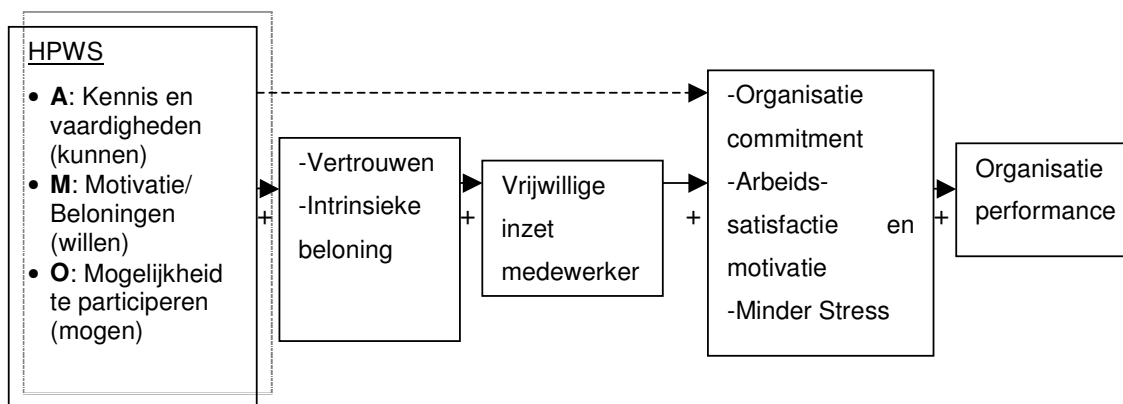 HPWS
• A: Kennis en
vaardigheden
(kunnen)
• M: Motivatie/
Beloningen
(willen)
• O: Mogelijkheid
te participeren
(mogen)
+
-Vertrouwen
-Intrinsieke
beloning
+
Vrijwillige
inzet
medewerker
+
-Organisatie
commitment
-Arbeids-
satisfactie en
motivatie
-Minder Stress
+
Organisatie
performance